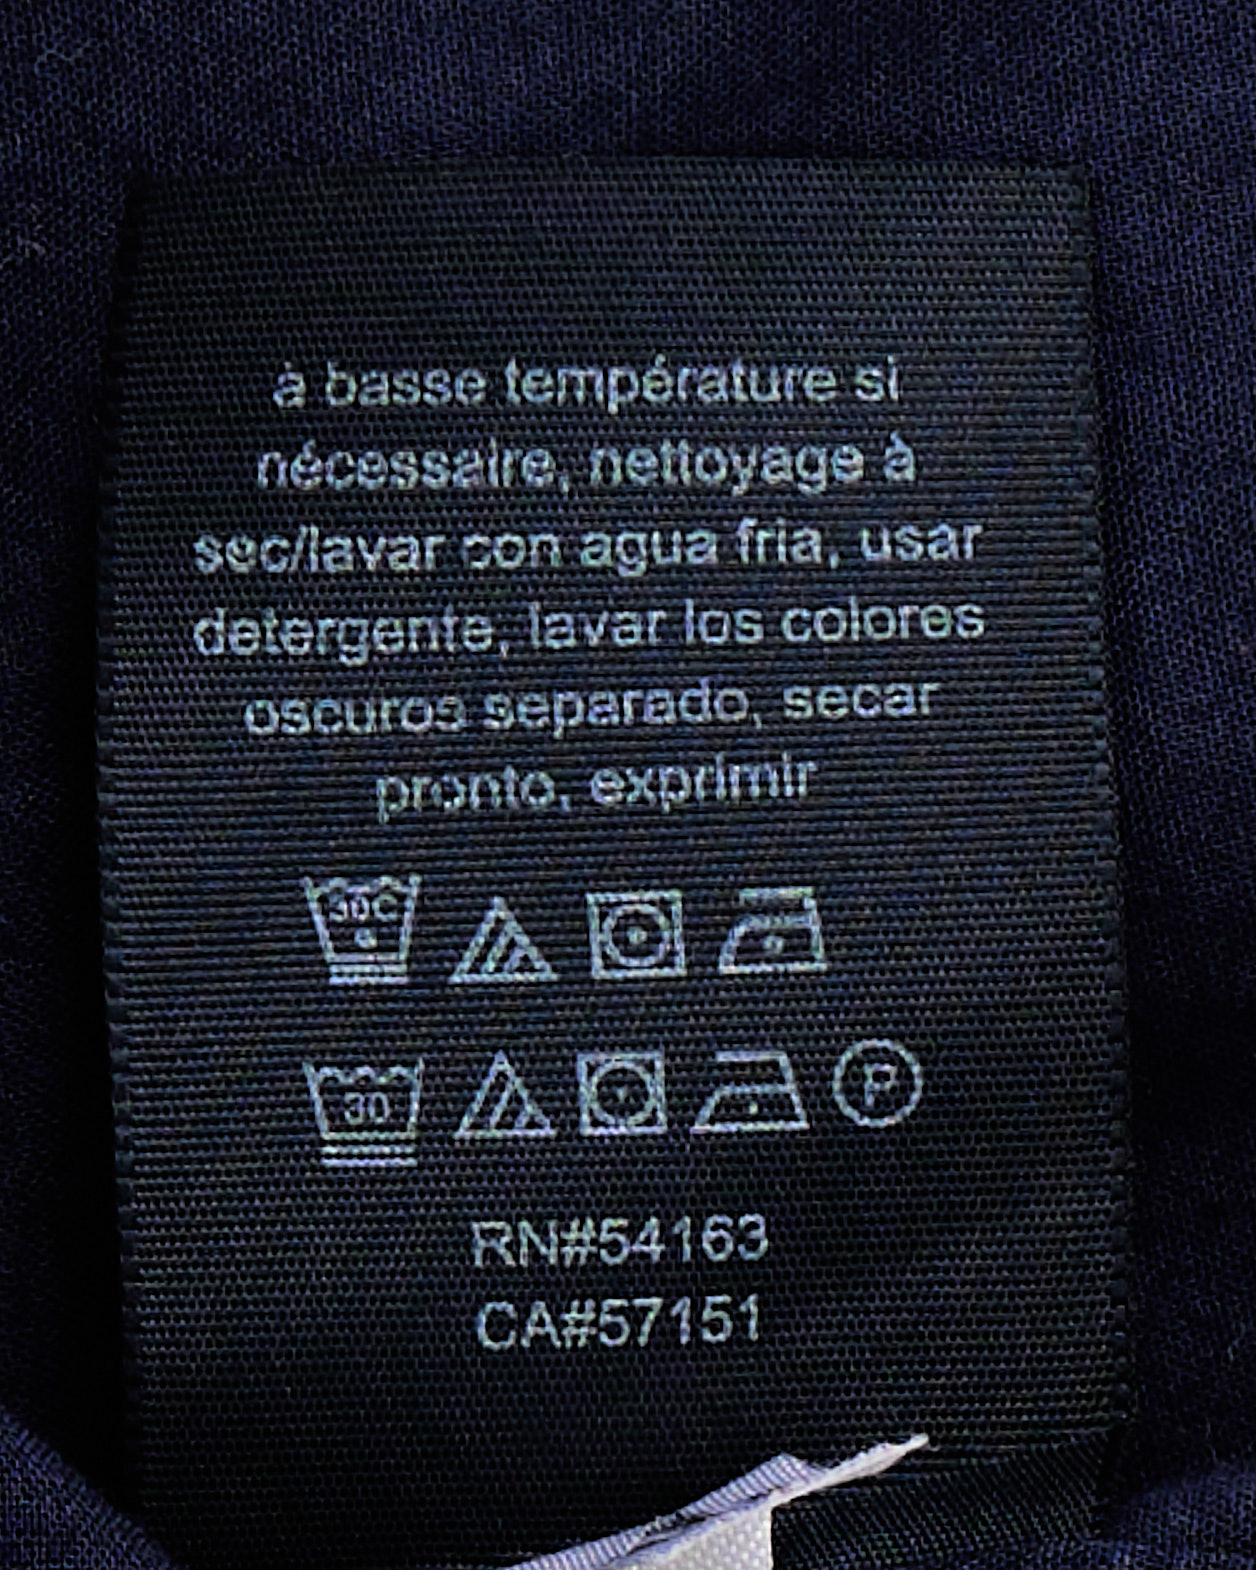 à basse température si
nécessaire, nettoyage à
sec/lavar con agua fria, usar
detergente, lavar los colores
oscuros separado, secar
pronto, exprimir
30C
30 P
RN#54163
CA#57151